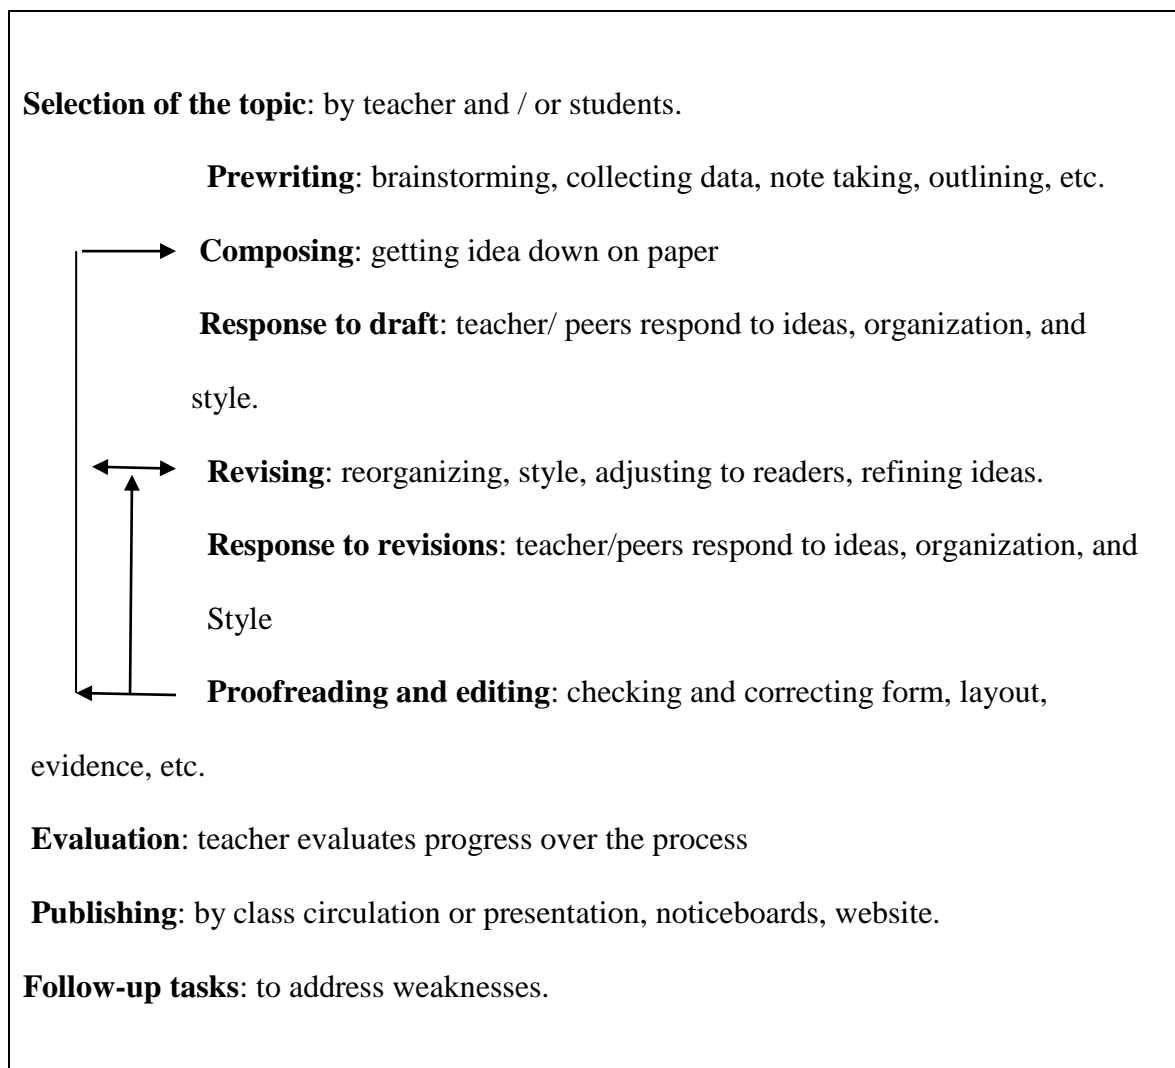 Selection of the topic: by teacher and / or students.
Prewriting: brainstorming, collecting data, note taking, outlining, etc.
Composing: getting idea down on paper
Response to draft: teacher/ peers respond to ideas, organization, and
style.
Revising: reorganizing, style, adjusting to readers, refining ideas.
Response to revisions: teacher/peers respond to ideas, organization, and
Style
Proofreading and editing: checking and correcting form, layout,
evidence, etc.
Evaluation: teacher evaluates progress over the process
Publishing: by class circulation or presentation, noticeboards, website.
Follow-up tasks: to address weaknesses.